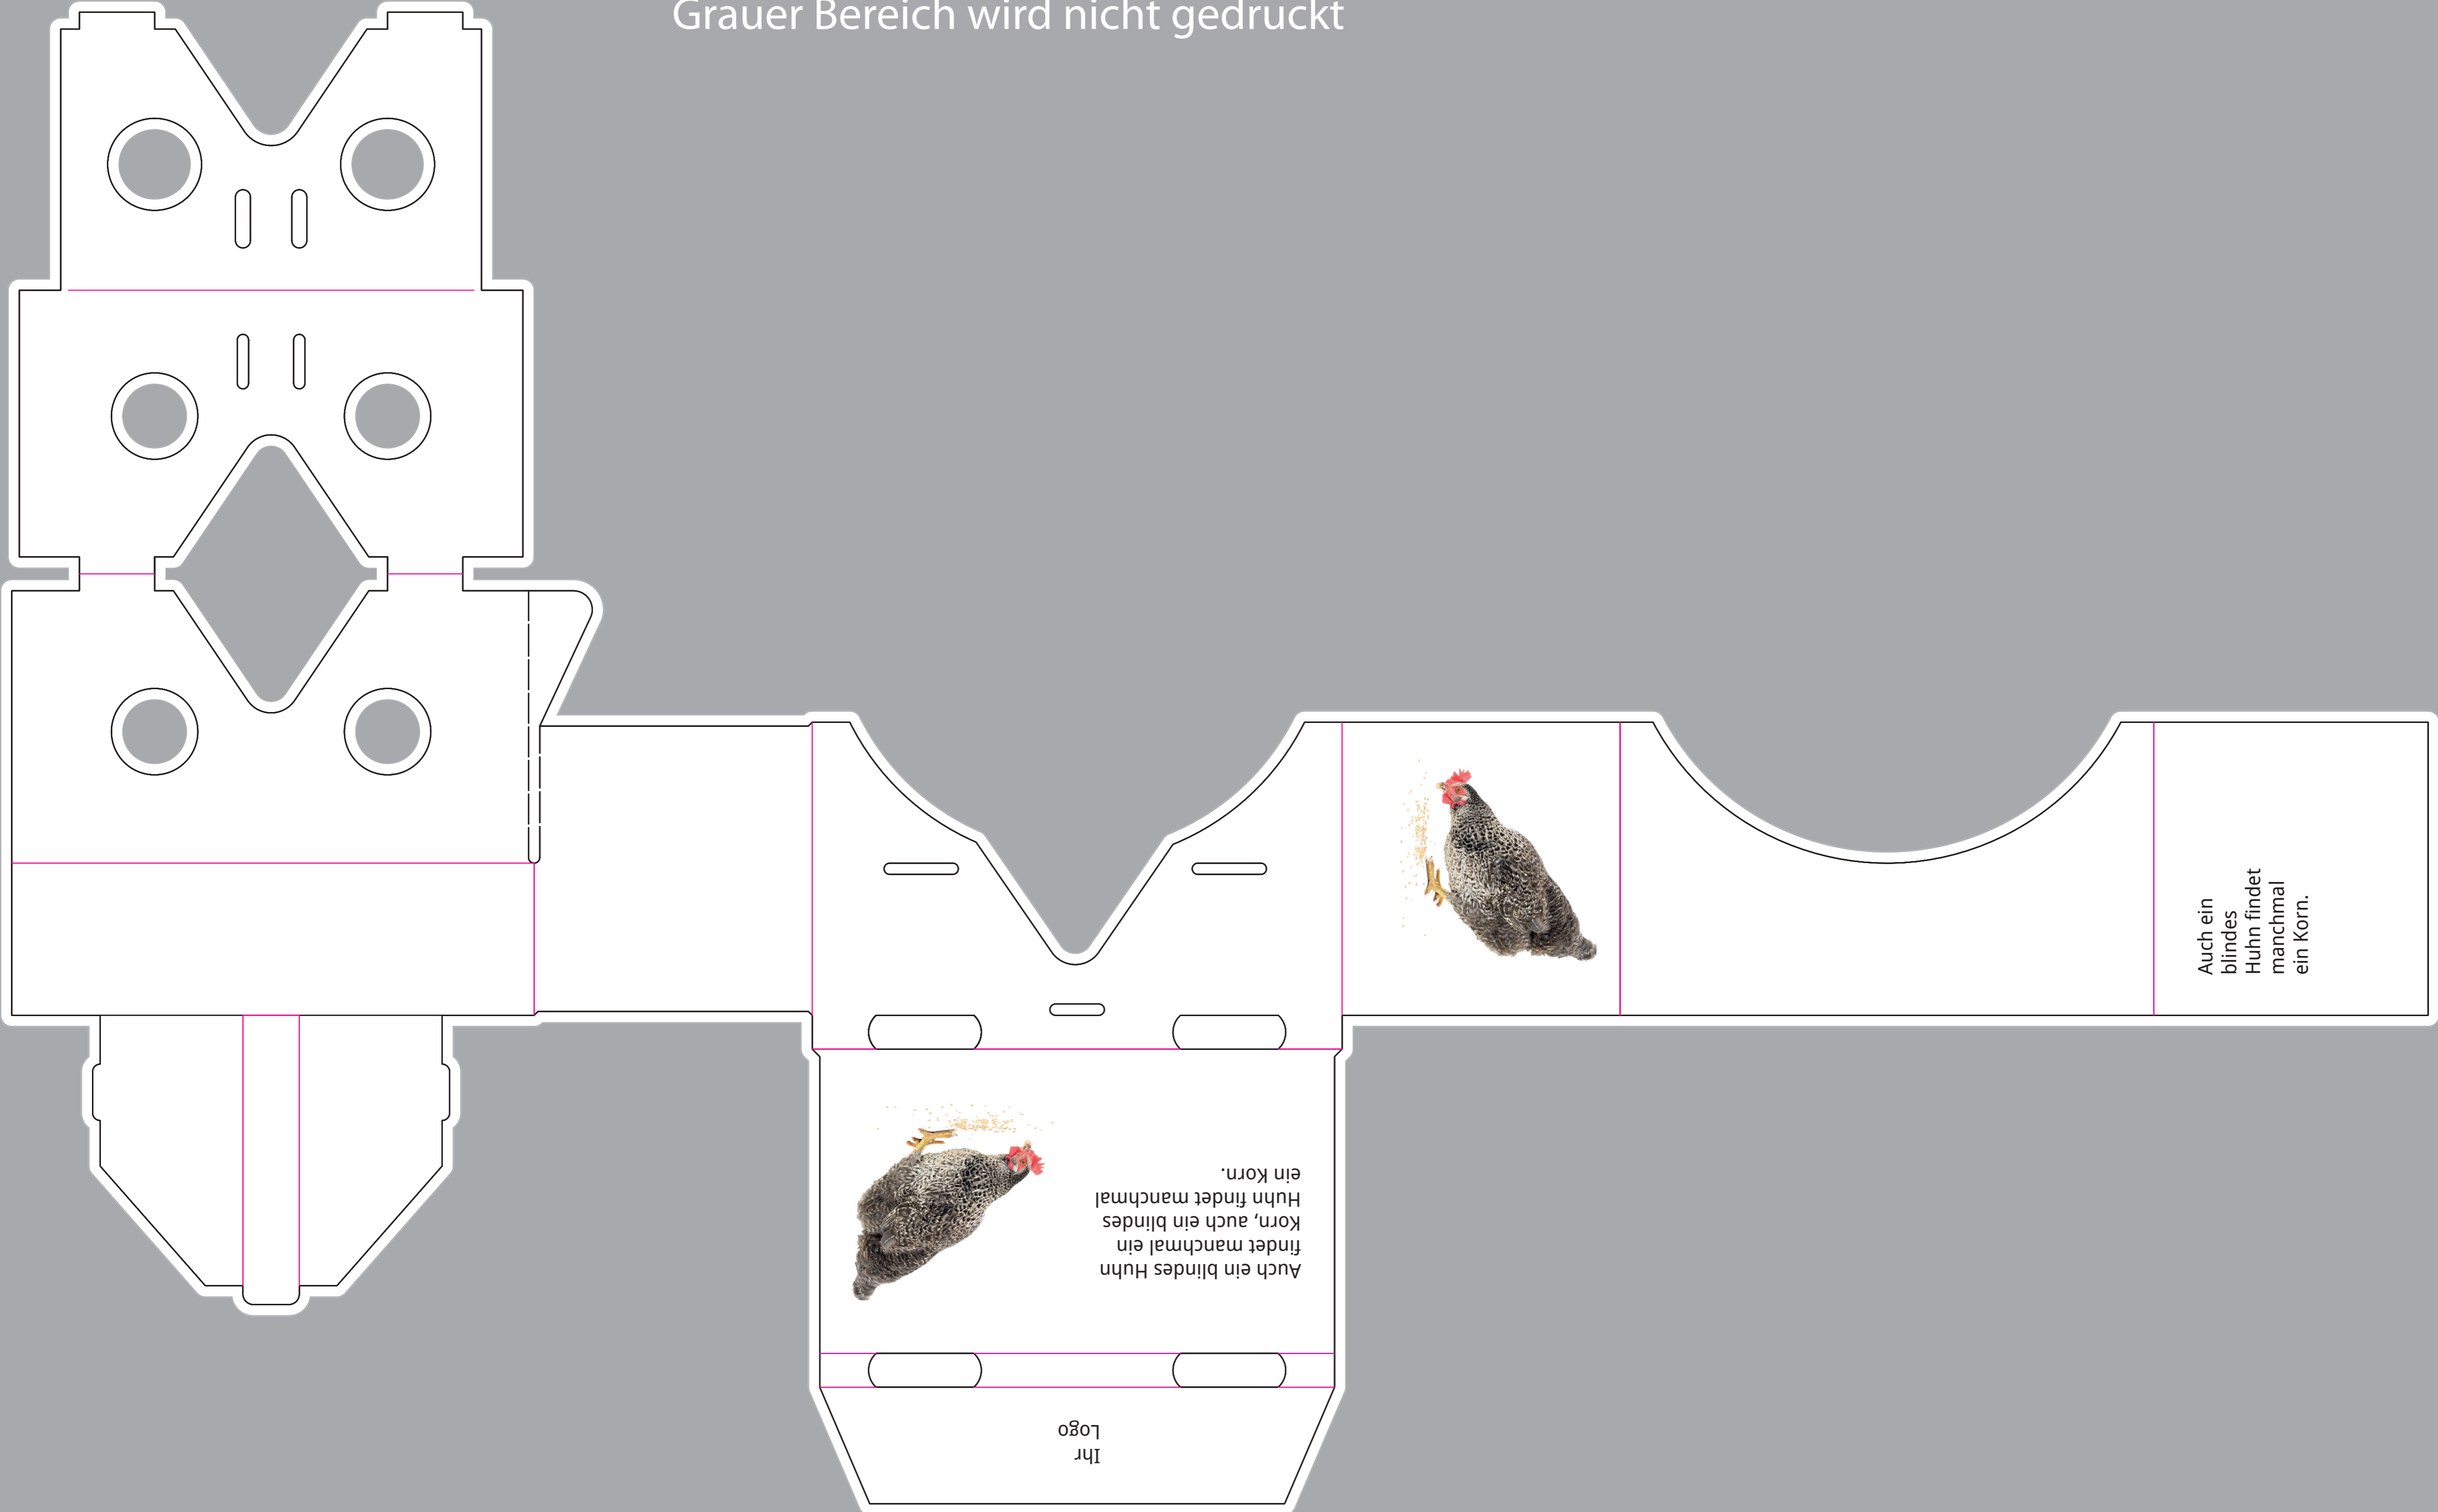 Grauer Bereich wird nicht gedruckt
Auch ein
blindes
Huhn findet
manchmal
ein Korn.
Auch ein blindes Huhn
findet manchmal ein
Korn, auch ein blindes
Huhn findet manchmal
ein Korn.
Ihr
Logo